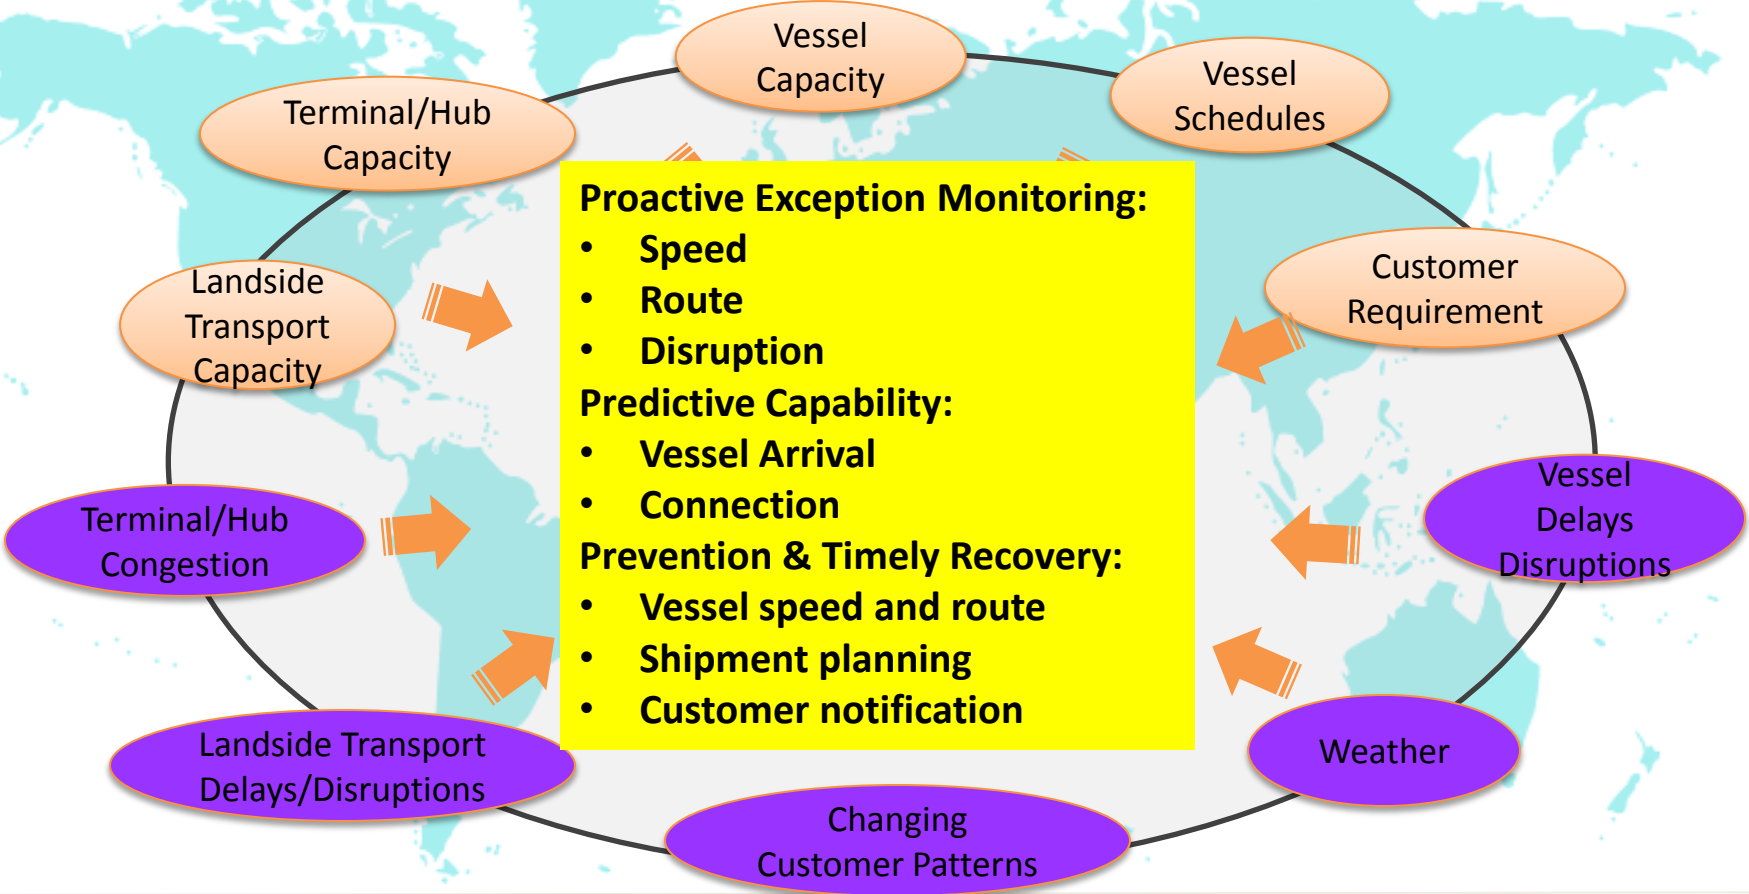 Vessel
Capacity
Vessel
Schedules
Terminal/Hub
Capacity
Proactive Exception Monitoring:
• Speed
• Route
• Disruption
Predictive Capability:
• Vessel Arrival
• Connection
Prevention & Timely Recovery:
• Vessel speed and route
• Shipment planning
• Customer notification
Landside
Transport
Capacity
Customer
Requirement
Terminal/Hub
Congestion
Vessel
Delays
Disruptions
Landside Transport
Delays/Disruptions
Weather
Changing
Customer Patterns